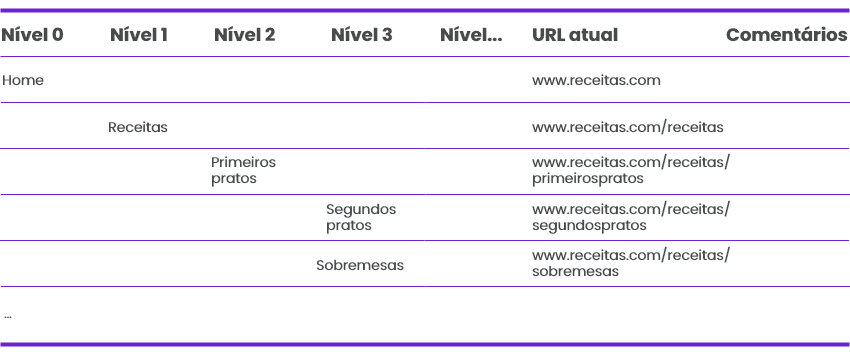 Nível 0 Nível 1 Nível 2 Nível 3 Nível... URL atual Comentários
Home www.receitas.com
Receitas www.receitas.com/receitas
Primeiros www.receitas.com/receitas/
pratos primeirospratos
Segundos www.receitas.com/receitas/
pratos segundospratos
Sobremesas www.receitas.com/receitas/
sobremesas
...